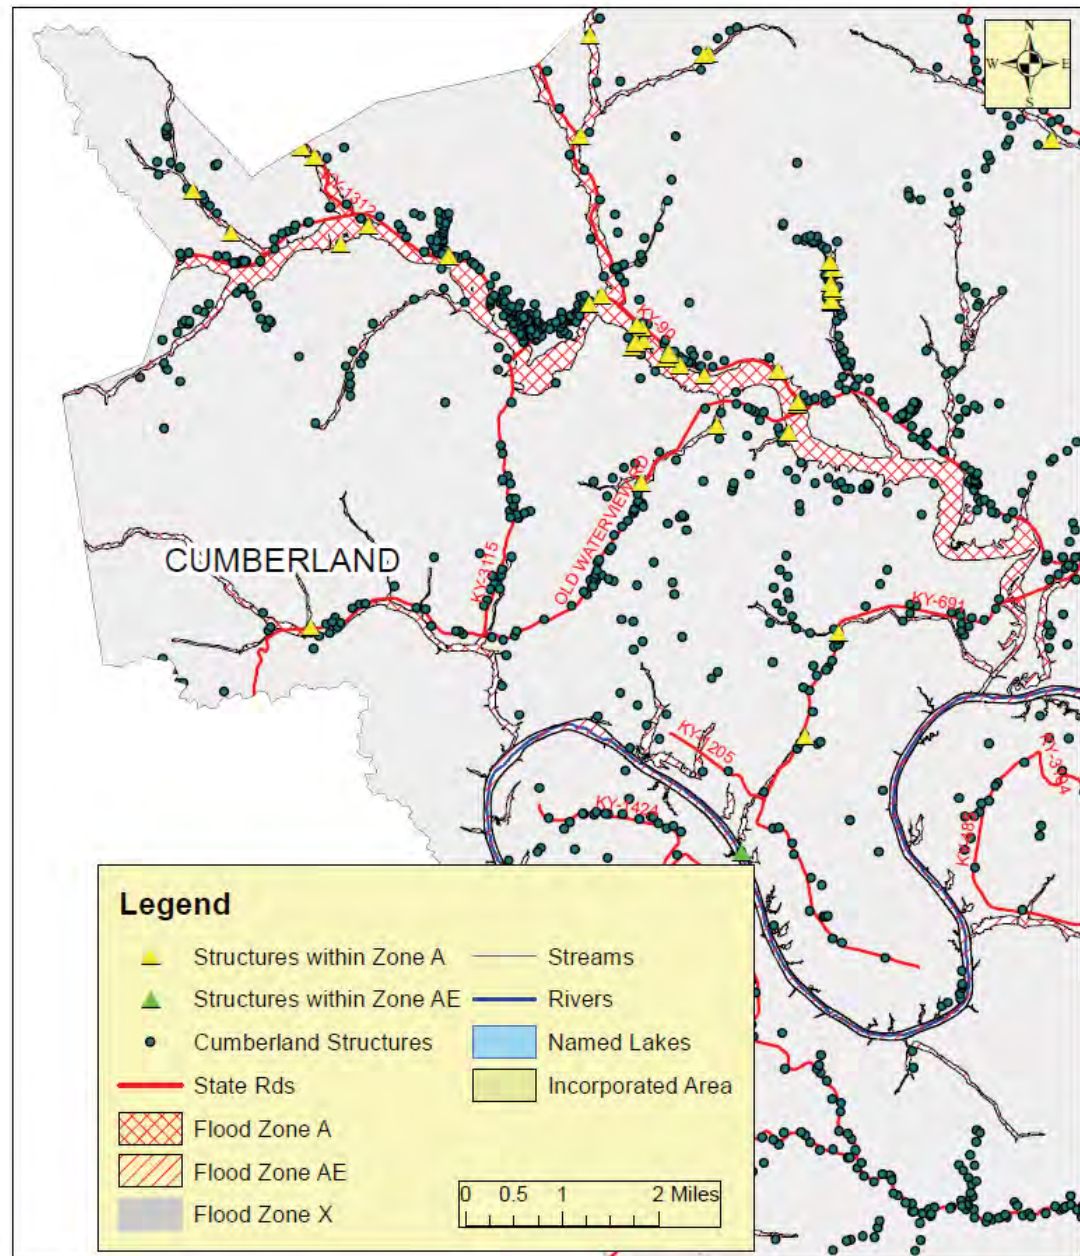 N
W E
S
KY-1312
KY-90
CUMBERLAND
KY-3115
OLD WATERVIEW RD
KY-691
KY-1205
KY-1424
Legend
Structures within Zone A
Structures within Zone AE
Cumberland Structures
State Rds
Flood Zone A
Flood Zone AE
Flood Zone X
Streams
Rivers
Named Lakes
Incorporated Area
0 0.5 1 2 Miles